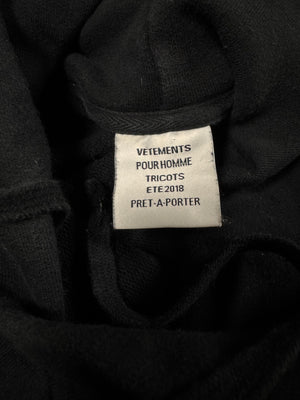 VETEMENTS
POUR HOMME
TRICOTS
ETE 2018
PRET-A-PORTER